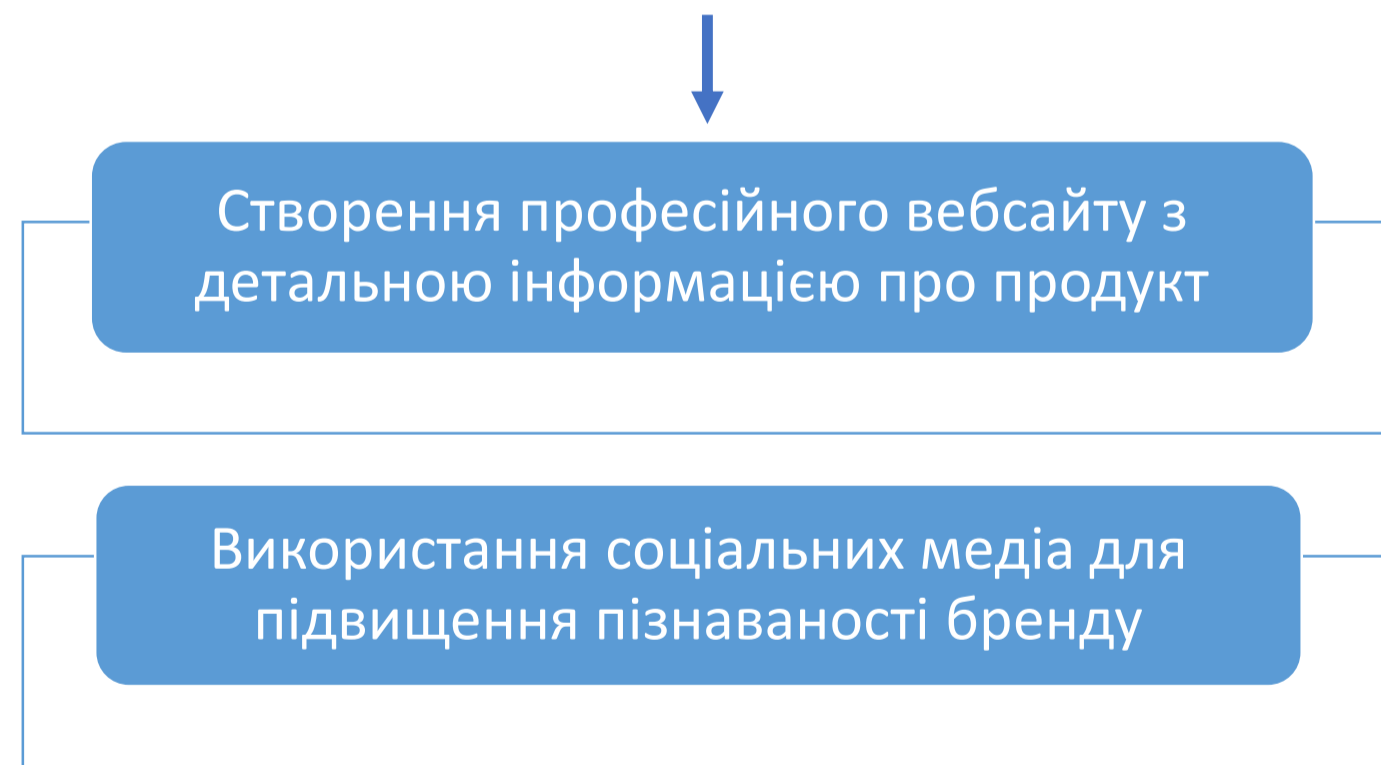 Створення професійного вебсайту з
детальною інформацією про продукт
Використання соціальних медіа для
підвищення пізнаваності бренду